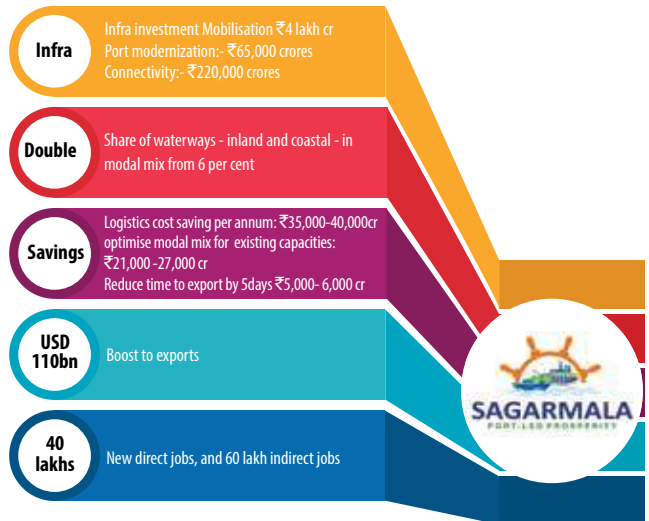 Infra
Infra investment Mobilisation ₹4 lakh cr
Port modernization:- ₹65,000 crores
Connectivity:- ₹220,000 crores
Double
Share of waterways - inland and coastal - in
modal mix from 6 per cent
Savings
Logistics cost saving per annum: ₹35,000-40,000cr
optimise modal mix for existing capacities:
₹21,000 -27,000 cr
Reduce time to export by 5days ₹5,000- 6,000 cr
USD
110bn
Boost to exports
40
lakhs
New direct jobs, and 60 lakh indirect jobs
SAGARMALA
PORT-LED PROSPERITY